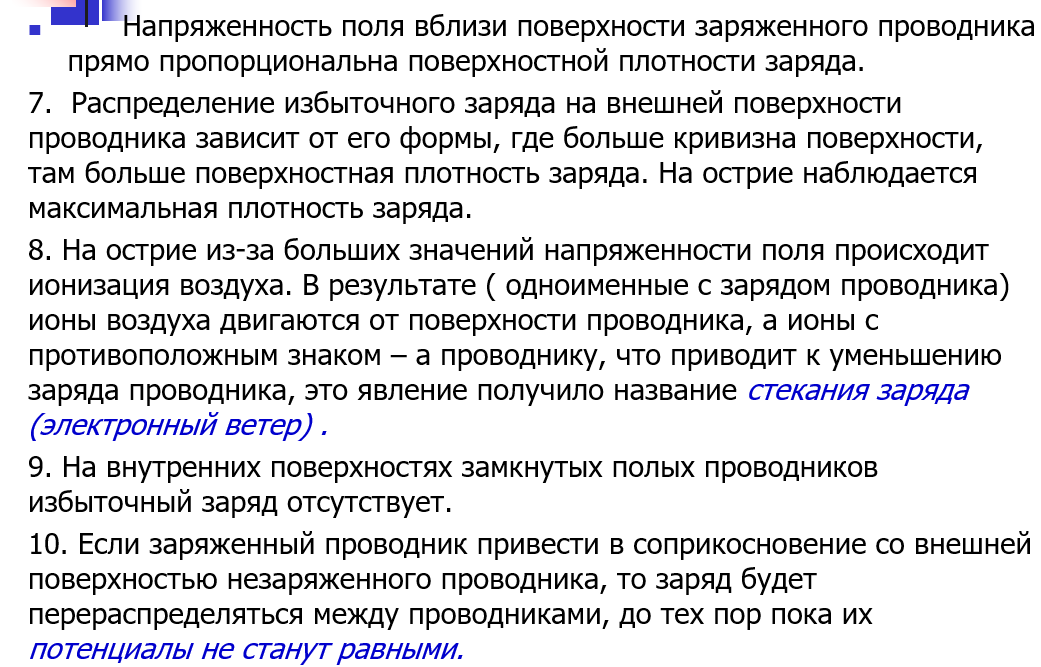 Напряженность поля вблизи поверхности заряженного проводника
прямо пропорциональна поверхностной плотности заряда.
7. Распределение избыточного заряда на внешней поверхности
проводника зависит от его формы, где больше кривизна поверхности,
там больше поверхностная плотность заряда. На острие наблюдается
максимальная плотность заряда.
8. На острие из-за больших значений напряженности поля происходит
ионизация воздуха. В результате ( одноименные с зарядом проводника)
ионы воздуха двигаются от поверхности проводника, а ионы с
противоположным знаком – а проводнику, что приводит к уменьшению
заряда проводника, это явление получило название стекания заряда
(электронный ветер) .
9. На внутренних поверхностях замкнутых полых проводников
избыточный заряд отсутствует.
10. Если заряженный проводник привести в соприкосновение со внешней
поверхностью незаряженного проводника, то заряд будет
перераспределяться между проводниками, до тех пор пока их
потенциалы не станут равными.